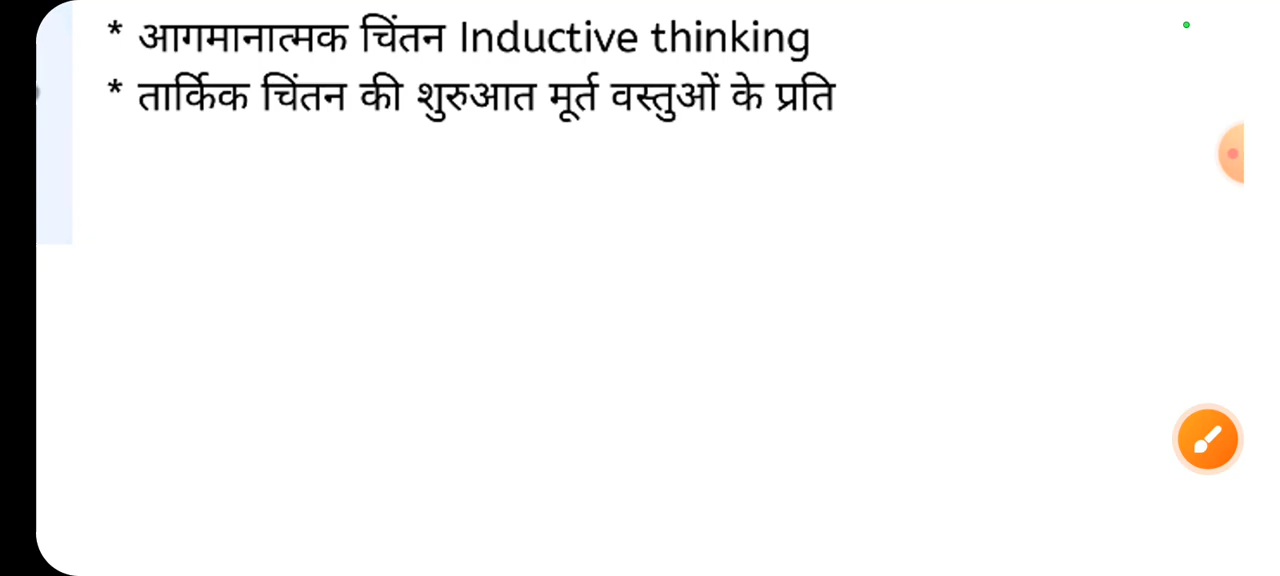 * आगमानात्मक चिंतन Inductive thinking
* तार्किक चिंतन की शुरुआत मूर्त वस्तुओं के प्रति